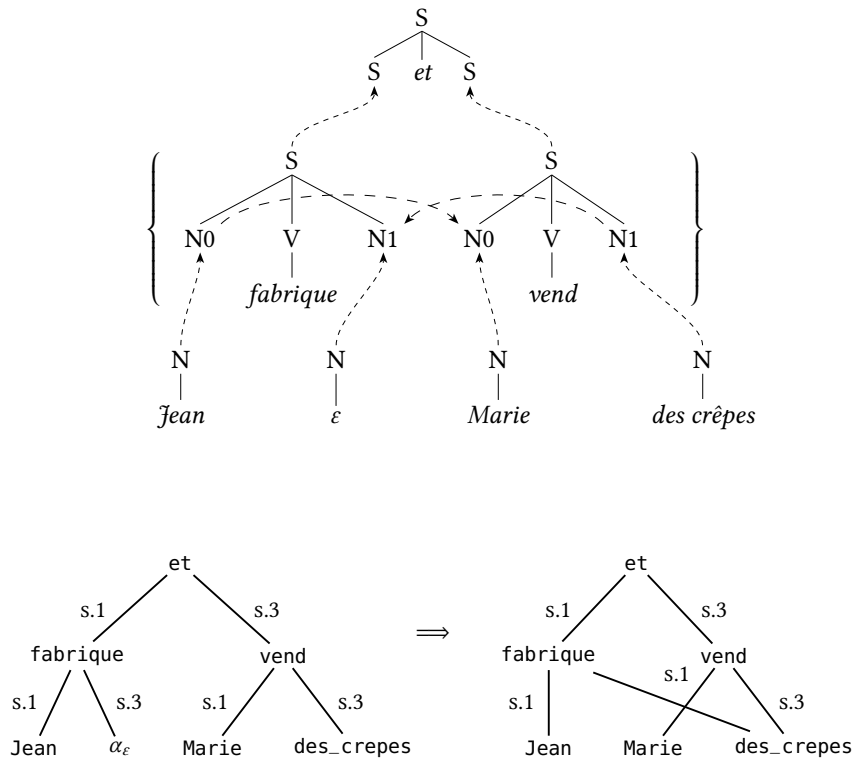 S
S et S
S S
N0 V N1 N0 V N1
fabrique vend
N N N N
Jean ε Marie des crêpes
et et
s.1 s.3 ⟹ s.1 s.3
fabrique vend fabrique vend
s.1 s.3 s.1 s.3 s.1 s.1 s.3
Jean αε Marie des_crepes Jean Marie des_crepes